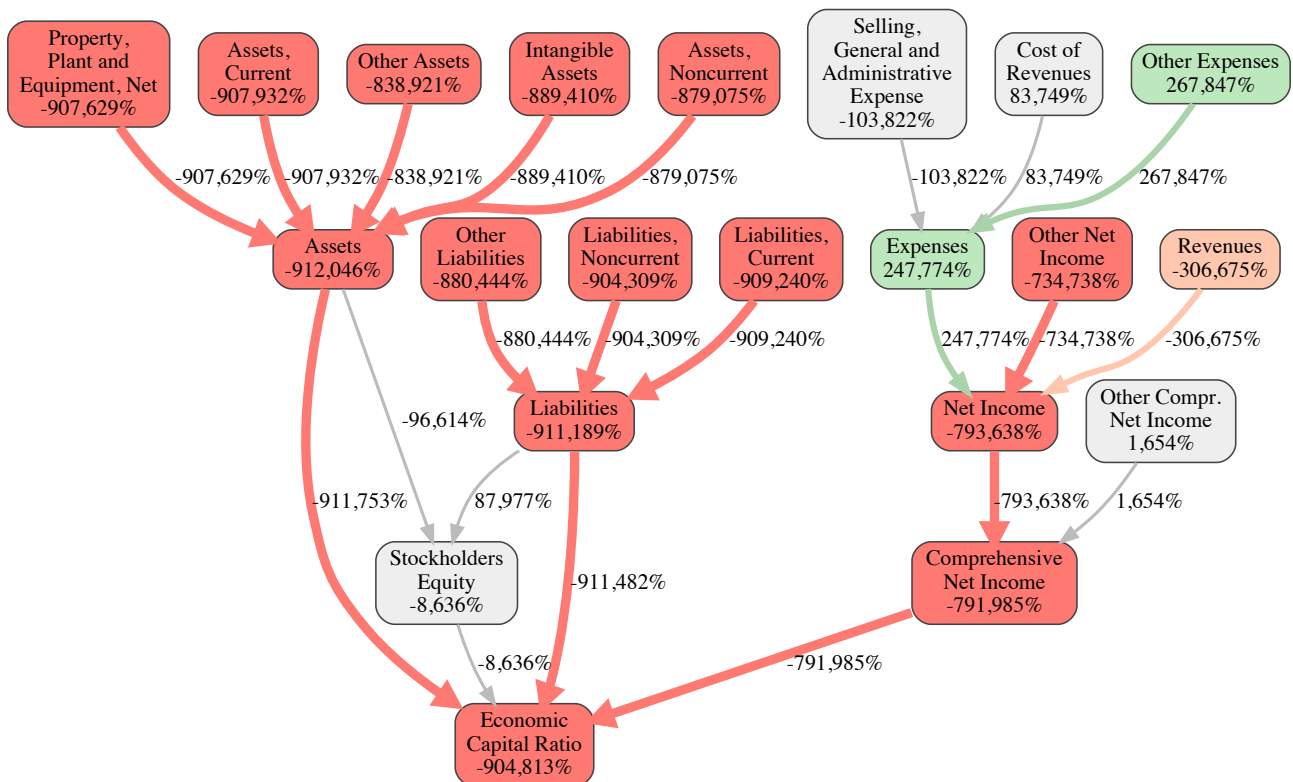 Property,
Plant and
Equipment, Net
-907,629%
Assets,
Current
-907,932%
Other Assets
-838,921%
Intangible
Assets
-889,410%
Assets,
Noncurrent
-879,075%
Selling,
General and
Administrative
Expense
-103,822%
Cost of
Revenues
83,749%
Other Expenses
267,847%
-907,629%
-907,932%
-838,921%
-889,410%
-879,075%
-103,822%
83,749%
267,847%
Assets
-912,046%
Other
Liabilities
-880,444%
Liabilities,
Noncurrent
-904,309%
Liabilities,
Current
-909,240%
Expenses
247,774%
Other Net
Income
-734,738%
Revenues
-306,675%
-880,444%
-904,309%
-909,240%
247,774%
-734,738%
-306,675%
-96,614%
Liabilities
-911,189%
Net Income
-793,638%
Other Compr.
Net Income
1,654%
-911,753%
87,977%
-793,638%
1,654%
Stockholders
Equity
-8,636%
-911,482%
Comprehensive
Net Income
-791,985%
-8,636%
-791,985%
Economic
Capital Ratio
-904,813%